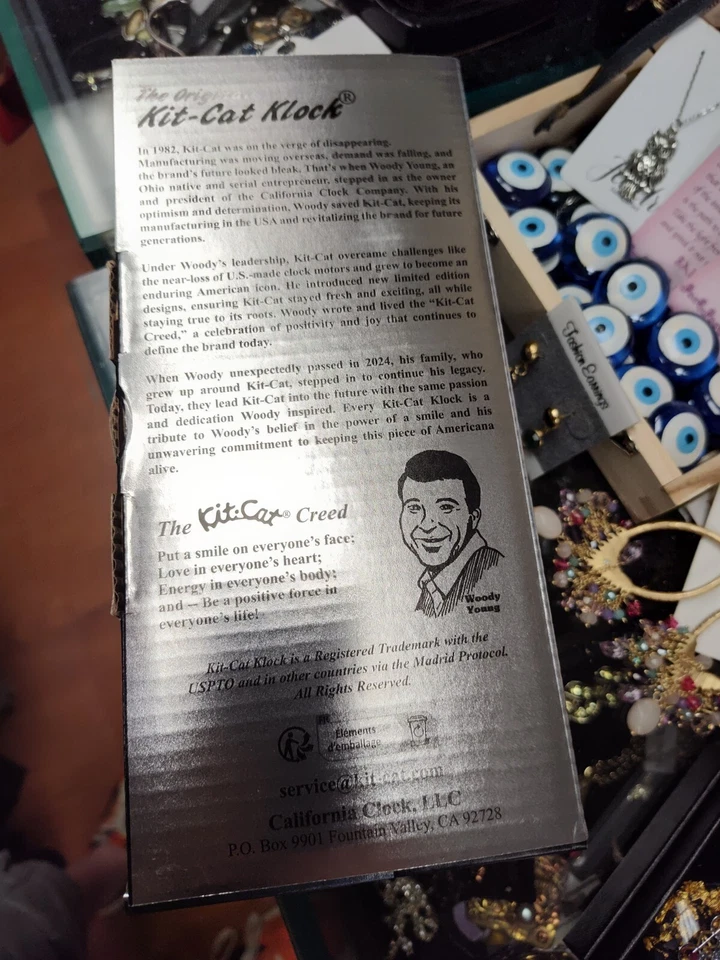 The Original
Kit-Cat Klock®
In 1982, Kit-Cat was on the verge of disappearing.
Manufacturing was moving overseas, demand was falling, and
the brand's future looked bleak. That's when Woody Young, an
Ohio native and serial entrepreneur, stepped in as the owner
and president of the California Clock Company. With his
optimism and determination, Woody saved Kit-Cat, keeping its
manufacturing in the USA and revitalizing the brand for future
generations.
Under Woody's leadership, Kit-Cat overcame challenges like
the near-loss of U.S.-made clock motors and grew to become an
enduring American icon. He introduced new limited edition
designs, ensuring Kit-Cat stayed fresh and exciting, all while
staying true to its roots. Woody wrote and lived the “Kit-Cat
Creed,” a celebration of positivity and joy that continues to
define the brand today.
When Woody unexpectedly passed in 2024, his family, who
grew up around Kit-Cat, stepped in to continue his legacy.
Today, they lead Kit-Cat into the future with the same passion
and dedication Woody inspired. Every Kit-Cat Klock is a
tribute to Woody's belief in the power of a smile and his
unwavering commitment to keeping this piece of Americana
alive.
The Kit-Cat® Creed
Put a smile on everyone's face;
Love in everyone's heart;
Energy in everyone's body;
and — Be a positive force in
everyone's life!
Woody
Young
Kit-Cat Klock is a Registered Trademark with the
USPTO and in other countries via the Madrid Protocol.
All Rights Reserved.
FR
Éléments
d'emballage
service@kit-cat.com
California Clock, LLC
P.O. Box 9901 Fountain Valley, CA 92728
Fashion Earrings